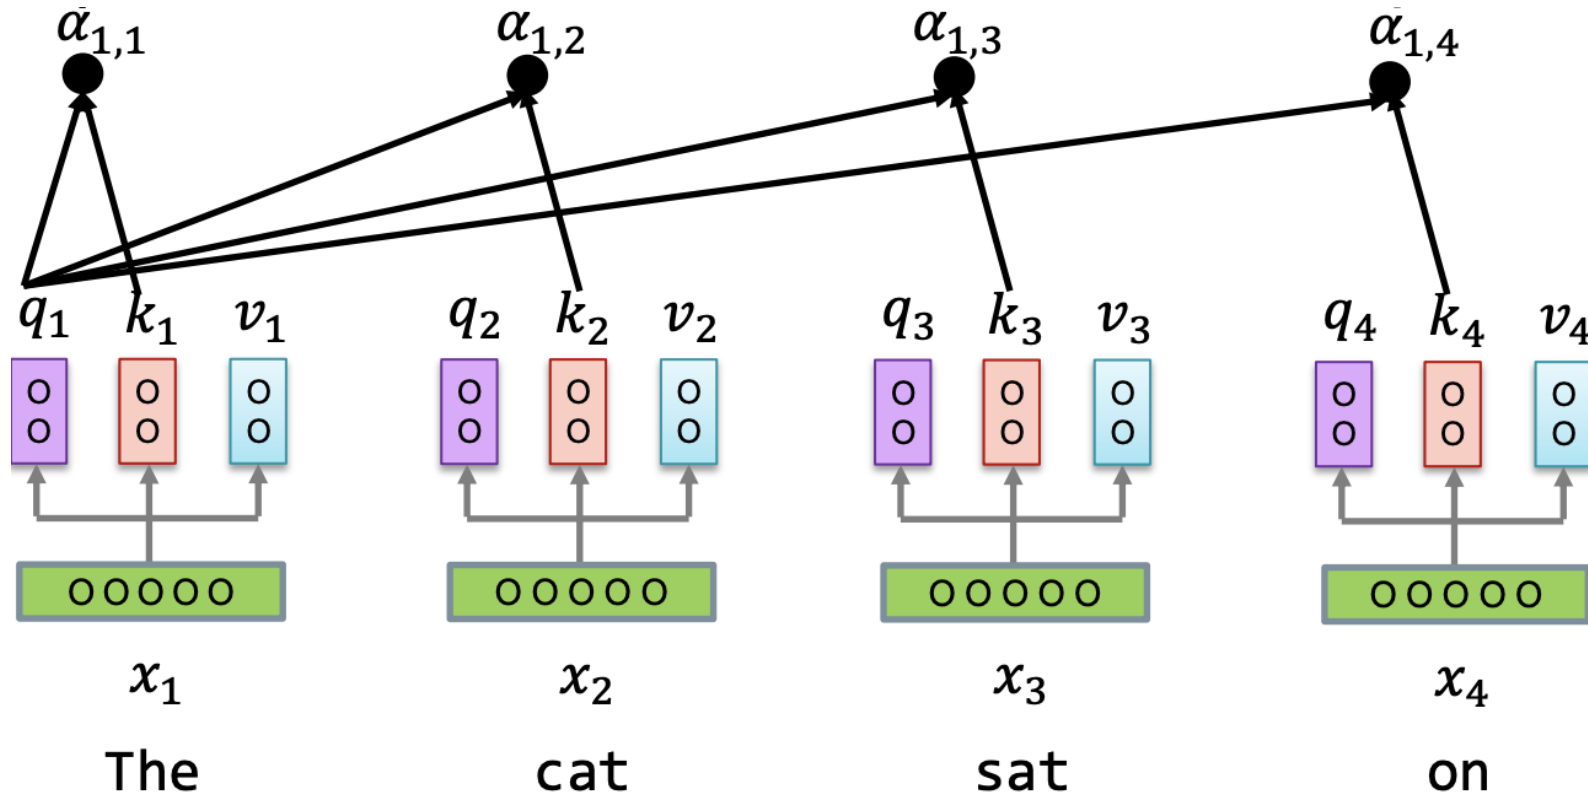 α₁,₁ α₁,₂ α₁,₃ α₁,₄
q₁ k₁ v₁ q₂ k₂ v₂ q₃ k₃ v₃ q₄ k₄ v₄
O O O O O O O O O O O O
O O O O O O O O O O O O
O O O O O O O O O O O O O O O O O O O O
x₁ x₂ x₃ x₄
The cat sat on